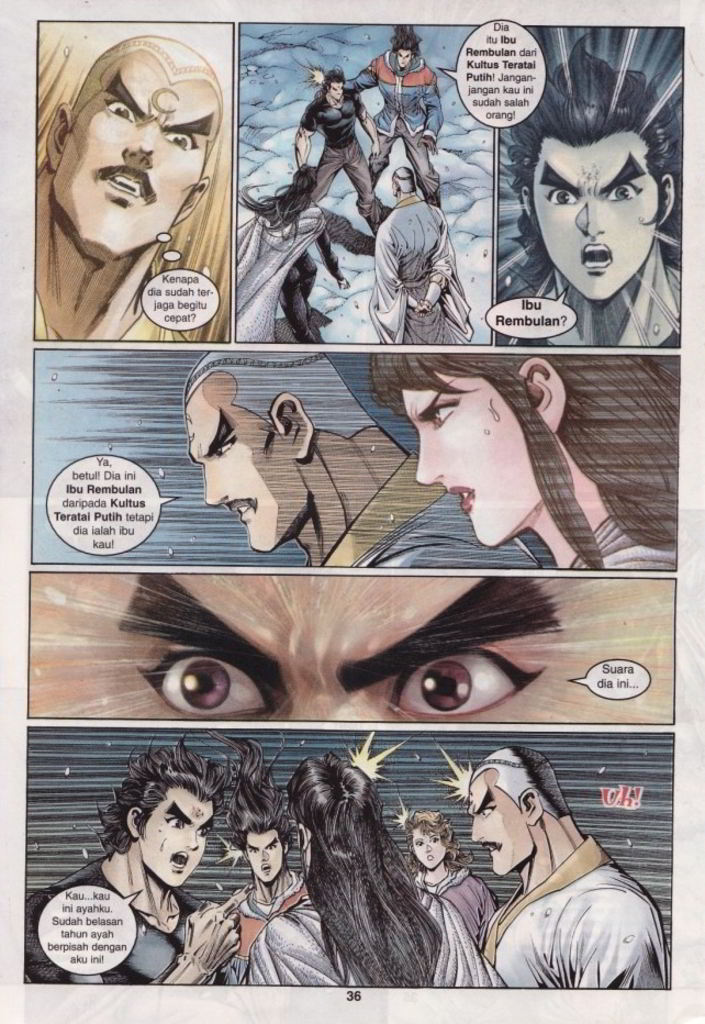 Kenapa
dia sudah ter-
jaga begitu
cepat?
Dia
itu Ibu
Rembulan dari
Kultus Teratai
Putih! Jangan-
jangan kau ini
sudah salah
orang!
Ibu
Rembulan?
Ya,
betul! Dia ini
Ibu Rembulan
daripada Kultus
Teratai Putih tetapi
dia ialah ibu
kau!
Suara
dia ini...
Uh!
Kau...kau
ini ayahku.
Sudah belasan
tahun ayah
berpisah dengan
aku ini!
36